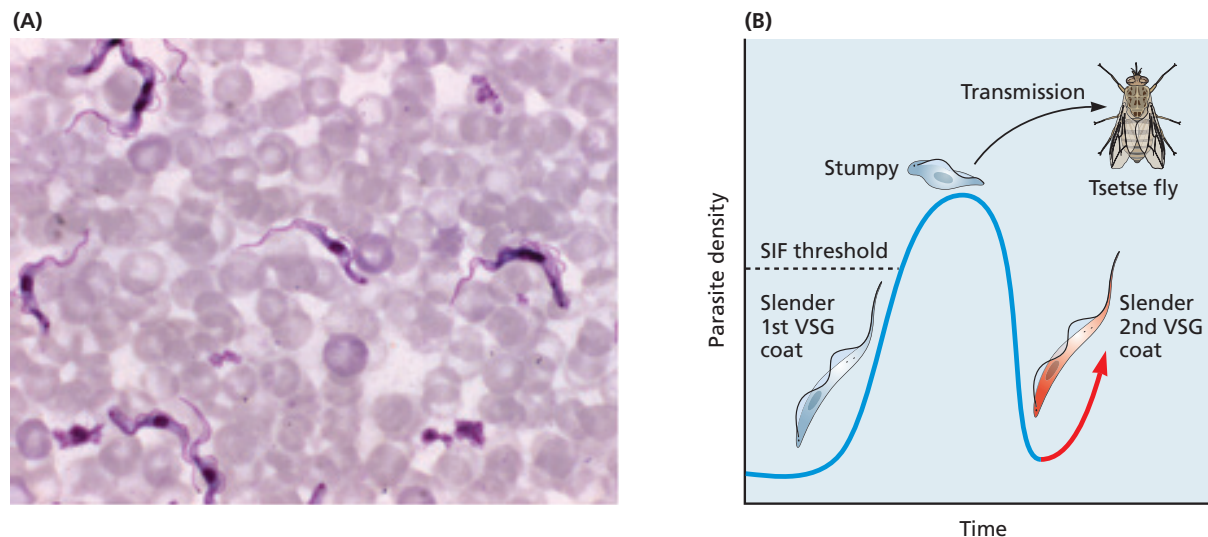 (A)
(B)
Transmission
Stumpy
Tsetse fly
SIF threshold
Slender
1st VSG
coat
Slender
2nd VSG
coat
Parasite density
Time